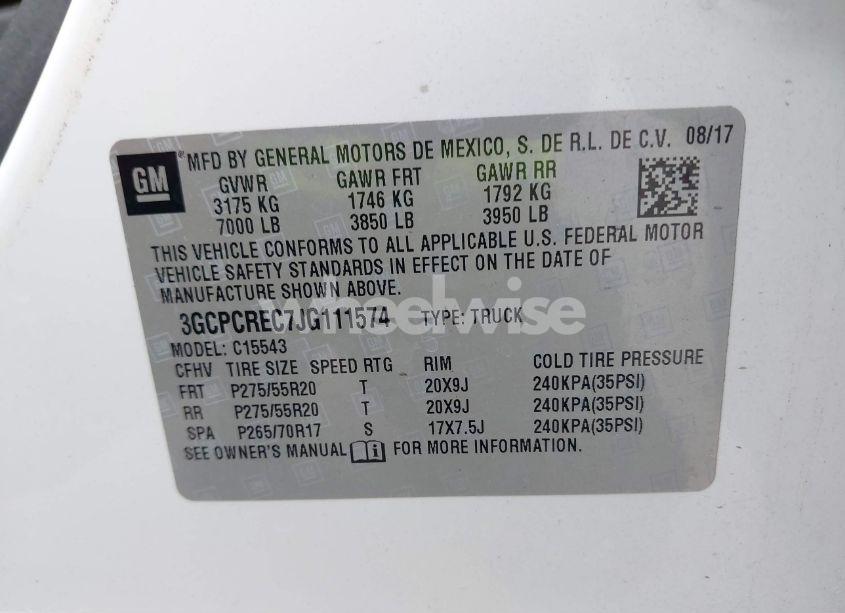 GM
MFD BY GENERAL MOTORS DE MEXICO, S. DE R.L. DE C.V. 08/17
GVWR GAWR FRT GAWR RR
3175 KG 1746 KG 1792 KG
7000 LB 3850 LB 3950 LB
THIS VEHICLE CONFORMS TO ALL APPLICABLE U.S. FEDERAL MOTOR
VEHICLE SAFETY STANDARDS IN EFFECT ON THE DATE OF
MANUFACTURE SHOWN ABOVE.
wheelwise
3GCPCREC7JG111574 TYPE: TRUCK
MODEL: C15543
CFHV TIRE SIZE SPEED RTG RIM COLD TIRE PRESSURE
FRT P275/55R20 T 20X9J 240KPA(35PSI)
RR P275/55R20 T 20X9J 240KPA(35PSI)
SPA P265/70R17 S 17X7.5J 240KPA(35PSI)
SEE OWNER'S MANUAL FOR MORE INFORMATION.